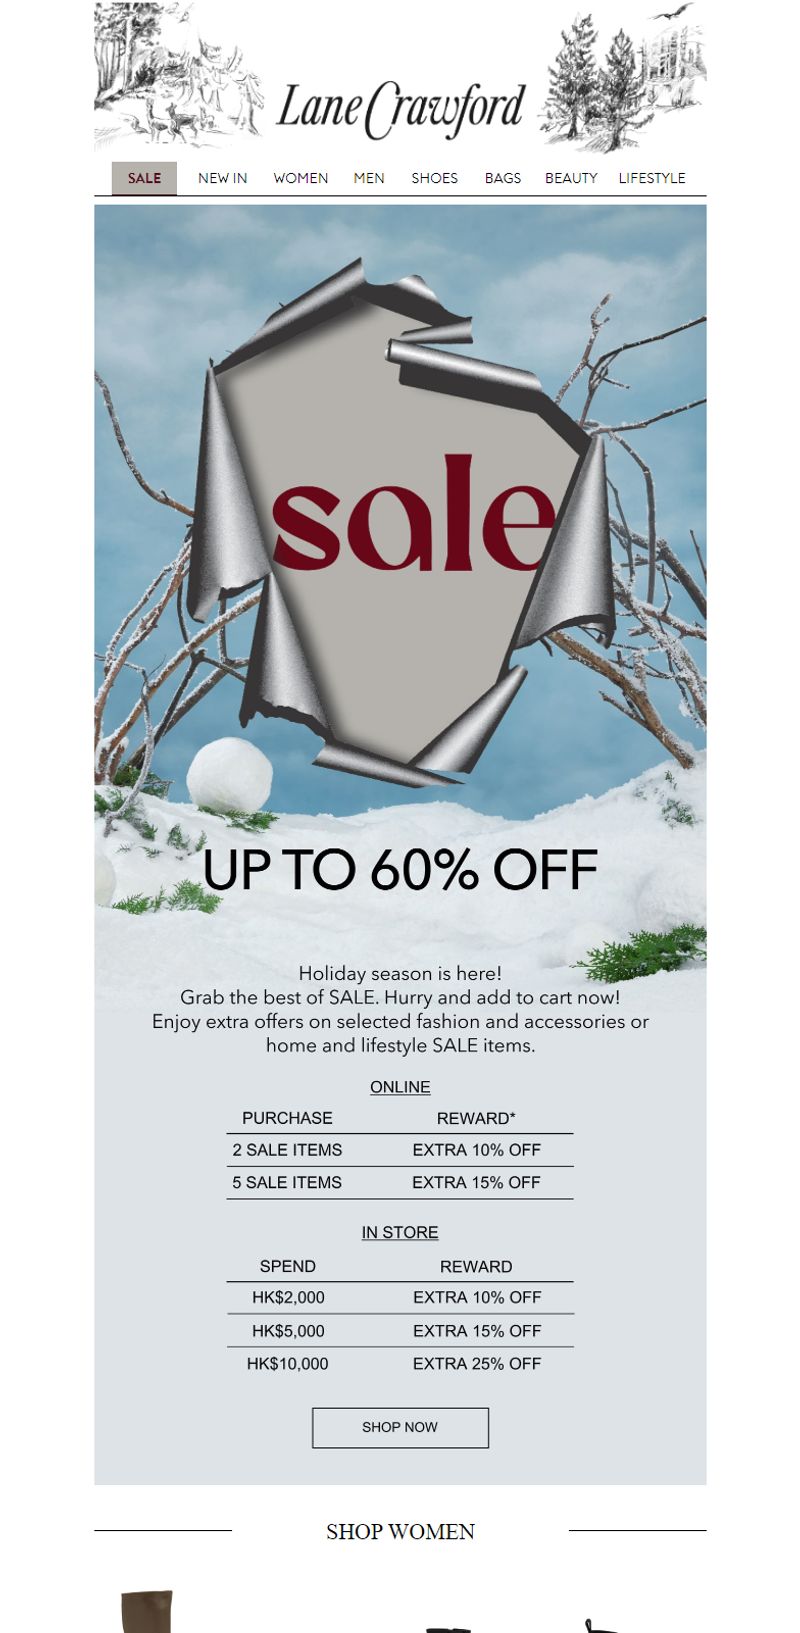 Lane Crawford
SALE NEW IN WOMEN MEN SHOES BAGS BEAUTY LIFESTYLE
sale
UP TO 60% OFF
Holiday season is here!
Grab the best of SALE. Hurry and add to cart now!
Enjoy extra offers on selected fashion and accessories or
home and lifestyle SALE items.
ONLINE
PURCHASE REWARD*
2 SALE ITEMS EXTRA 10% OFF
5 SALE ITEMS EXTRA 15% OFF
IN STORE
SPEND REWARD
HK$2,000 EXTRA 10% OFF
HK$5,000 EXTRA 15% OFF
HK$10,000 EXTRA 25% OFF
SHOP NOW
SHOP WOMEN